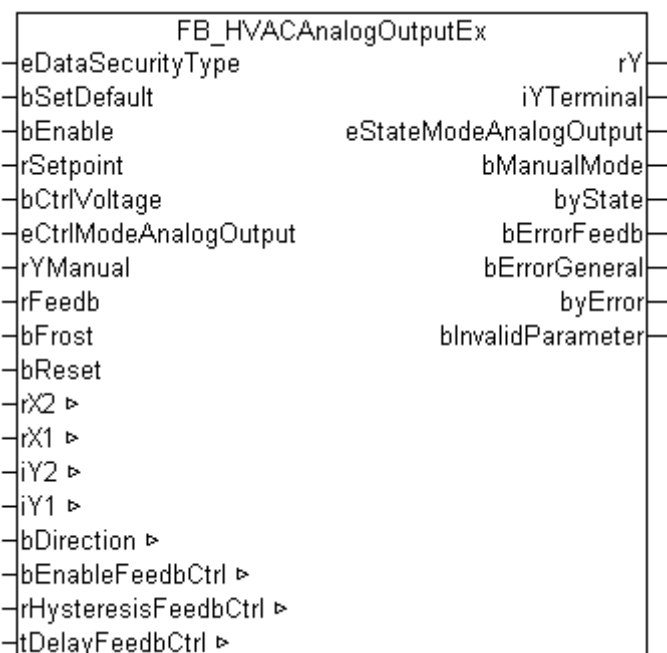 FB_HVACAnalogOutputEx
eDataSecurityType rY
bSetDefault iYTerminal
bEnable eStateModeAnalogOutput
rSetpoint bManualMode
bCtrlVoltage byState
eCtrlModeAnalogOutput bErrorFeedb
rYManual bErrorGeneral
rFeedb byError
bFrost bInvalidParameter
bReset
rX2 ▹
rX1 ▹
iY2 ▹
iY1 ▹
bDirection ▹
bEnableFeedbCtrl ▹
rHysteresisFeedbCtrl ▹
tDelayFeedbCtrl ▹